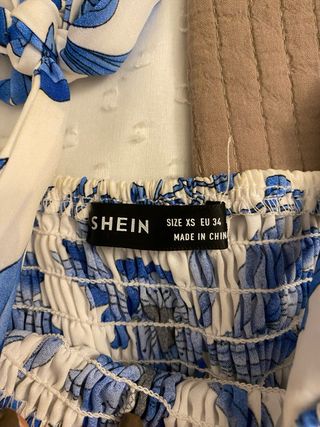 SHEIN
SIZE XS EU 34
MADE IN CHINA